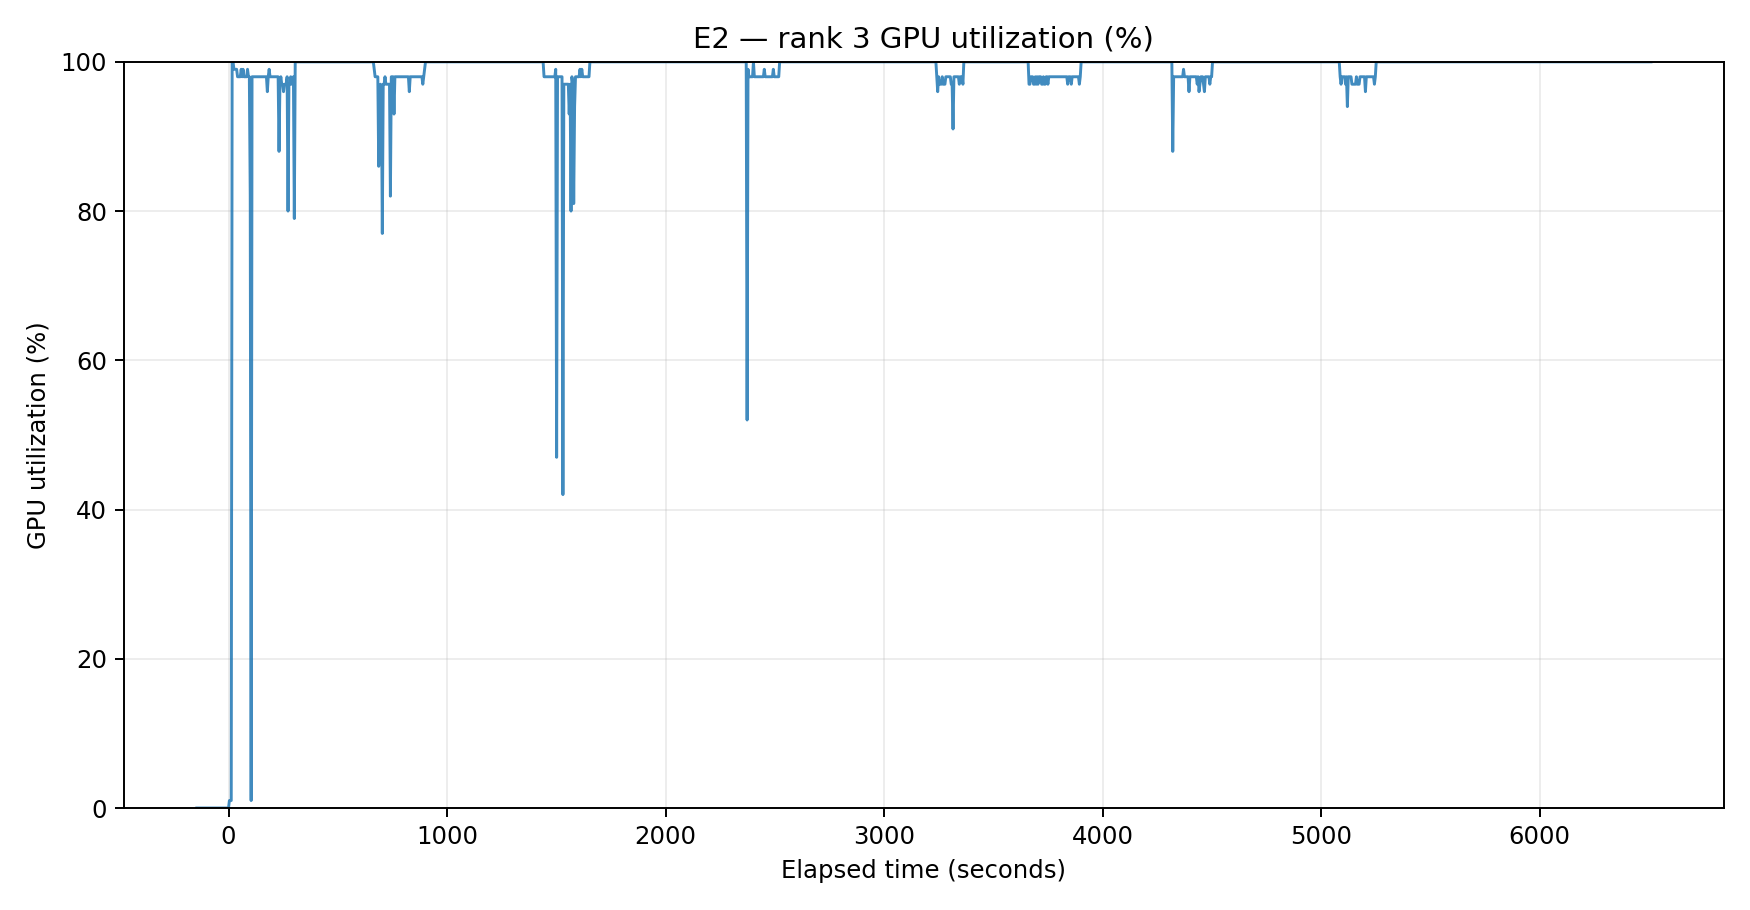 E2 — rank 3 GPU utilization (%)
100
80
60
40
20
0
GPU utilization (%)
0 1000 2000 3000 4000 5000 6000
Elapsed time (seconds)